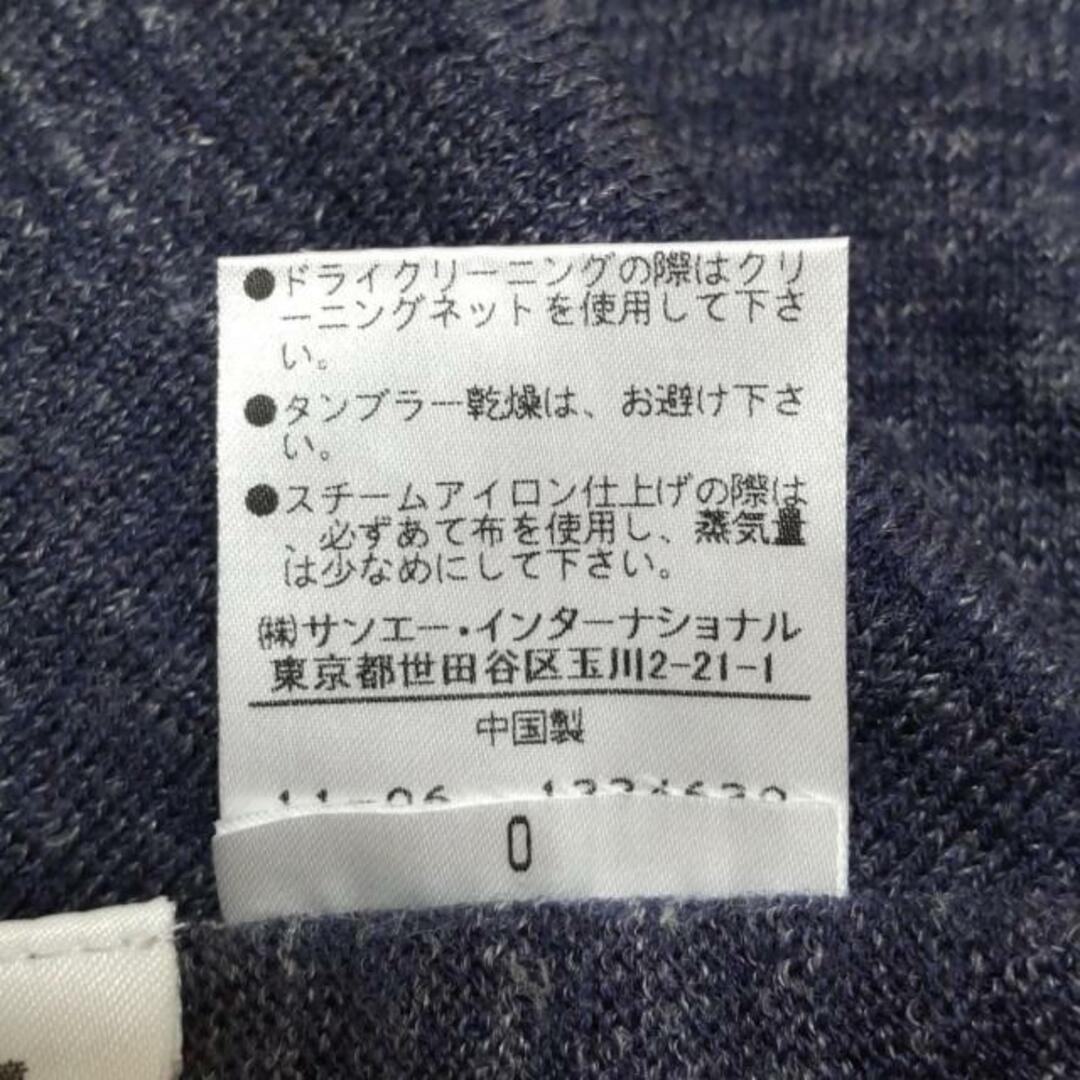 ●ドライクリーニングの際はクリ
ーニングネットを使用して下さ
い。
●タンブラー乾燥は、お避け下さ
い。
●スチームアイロン仕上げの際は
、必ずあて布を使用し、蒸気量
は少なめにして下さい。
㈱サンエー・インターナショナル
東京都世田谷区玉川2-21-1
中国製
11-06
0